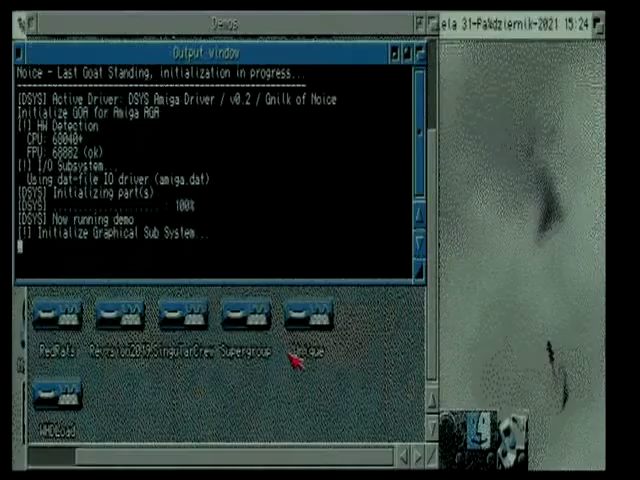 Demos
ela 31-Październik-2021 15:24
Output window
Noice - Last Goat Standing, initialization in progress...
[DSYS] Active Driver: DSYS Amiga Driver / v0.2 / Gnilk of Noice
Initialize GOA for Amiga AGA
[!] HW Detection
CPU: 68040+
FPU: 68882 (ok)
[!] I/O Subsystem...
Using dat-file IO driver (amiga.dat)
[DSYS] Initializing part(s)
[DSYS] .................... : 100%
[DSYS] Now running demo
[!] Initialize Graphical Sub System...
Revision2019 SingularCrew Supergroup
WHDLoad